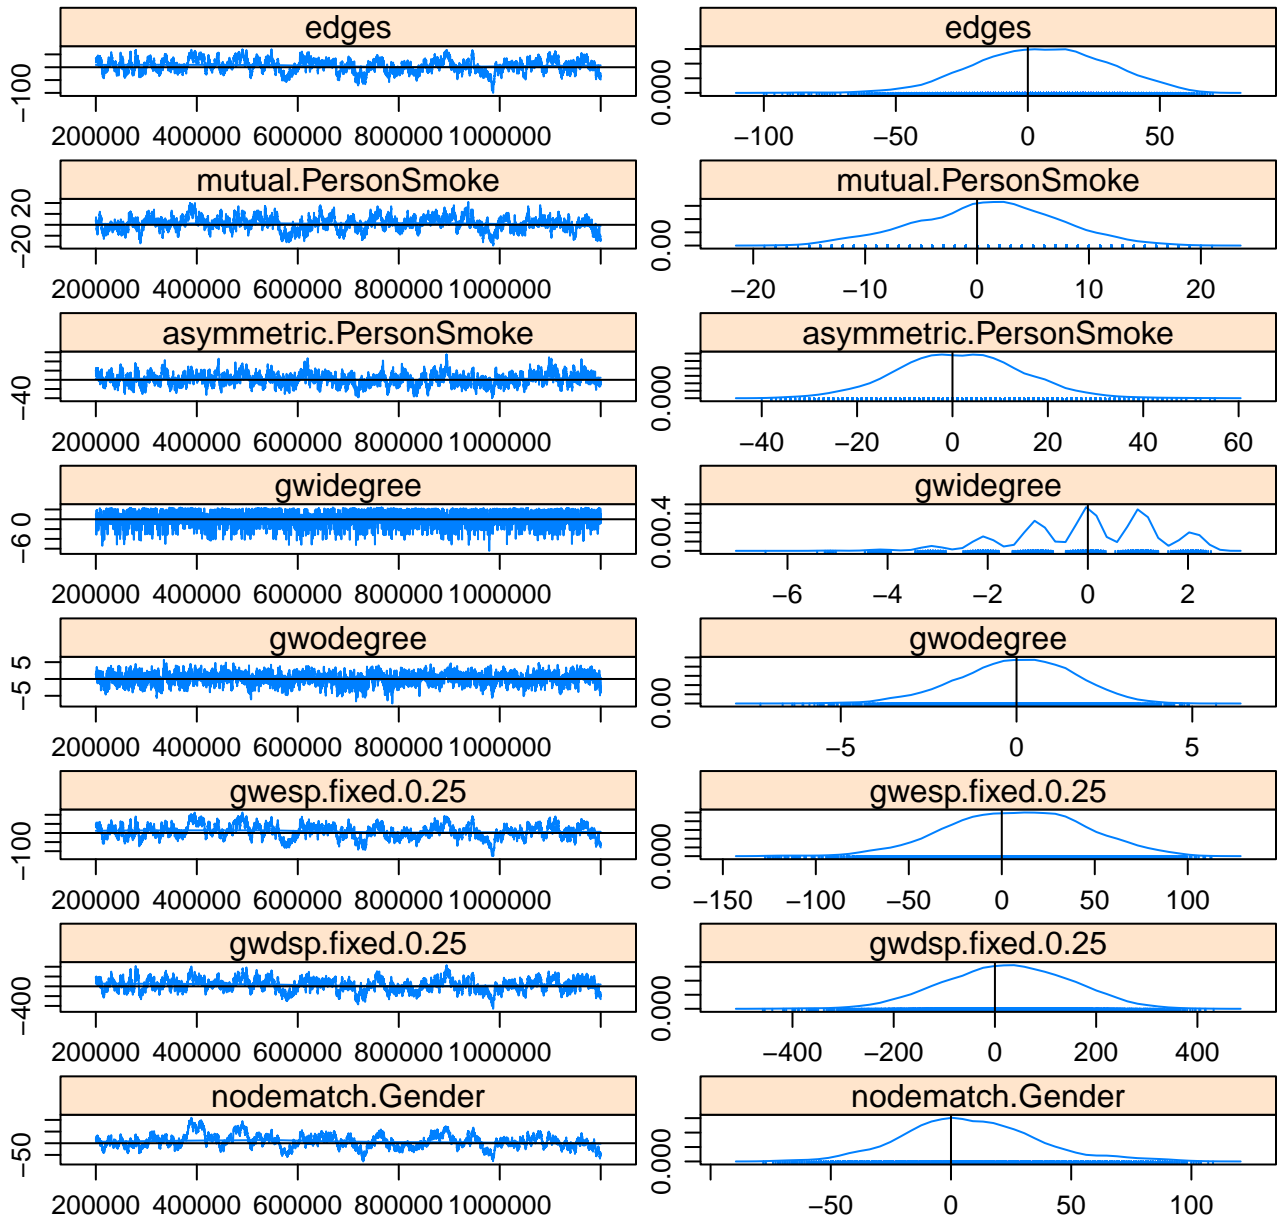 edges edges
-100 0.000
200000 400000 600000 800000 1000000 -100 -50 0 50
mutual.PersonSmoke mutual.PersonSmoke
-20 20 0.00
200000 400000 600000 800000 1000000 -20 -10 0 10 20
asymmetric.PersonSmoke asymmetric.PersonSmoke
-40 0.000
200000 400000 600000 800000 1000000 -40 -20 0 20 40 60
gwidegree gwidegree
-6 0 0.0 0.4
200000 400000 600000 800000 1000000 -6 -4 -2 0 2
gwodegree gwodegree
-5 5 0.00
200000 400000 600000 800000 1000000 -5 0 5
gwesp.fixed.0.25 gwesp.fixed.0.25
-100 0.000
200000 400000 600000 800000 1000000 -150 -100 -50 0 50 100
gwdsp.fixed.0.25 gwdsp.fixed.0.25
-400 0.000
200000 400000 600000 800000 1000000 -400 -200 0 200 400
nodematch.Gender nodematch.Gender
-50 0.000
200000 400000 600000 800000 1000000 -50 0 50 100